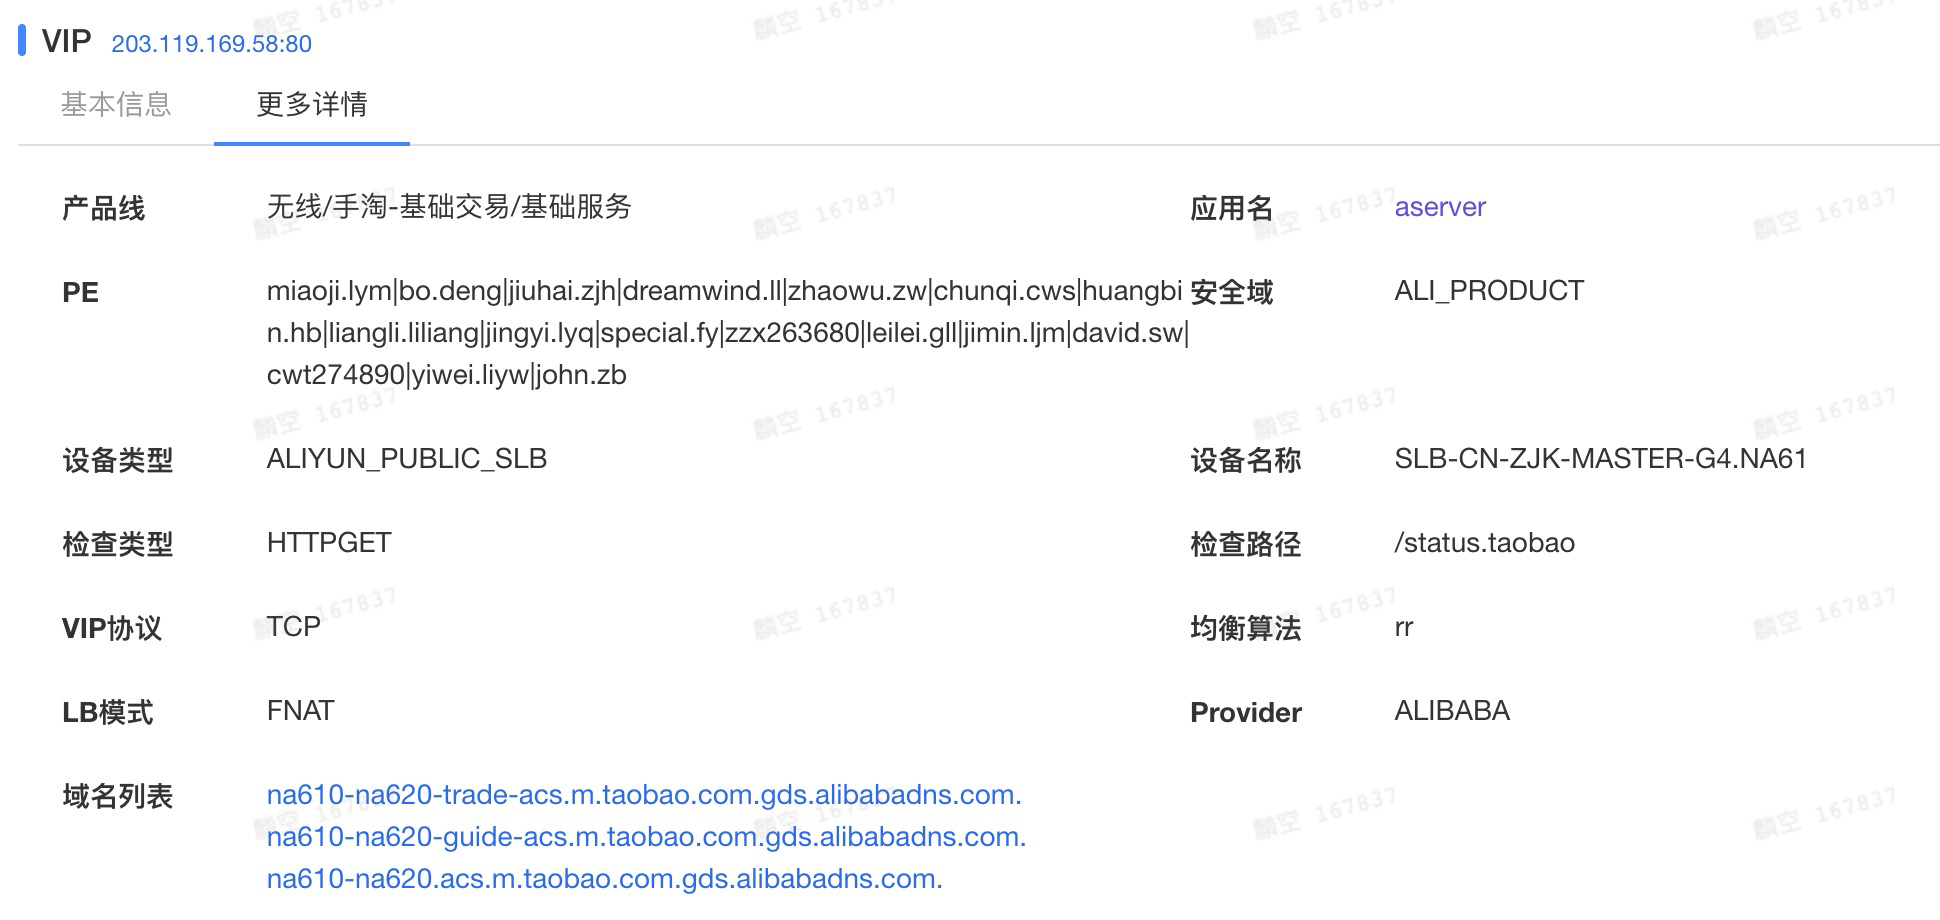 VIP 203.119.169.58:80
基本信息 更多详情
产品线 无线/手淘-基础交易/基础服务 应用名 aserver
PE miaoji.lym|bo.deng|jiuhai.zjh|dreamwind.ll|zhaowu.zw|chunqi.cws|huangbi 安全域 ALI_PRODUCT
n.hb|liangli.liliang|jingyi.lyq|special.fy|zzx263680|leilei.gll|jimin.ljm|david.sw|
cwt274890|yiwei.liyw|john.zb
设备类型 ALIYUN_PUBLIC_SLB 设备名称 SLB-CN-ZJK-MASTER-G4.NA61
检查类型 HTTPGET 检查路径 /status.taobao
VIP协议 TCP 均衡算法 rr
LB模式 FNAT Provider ALIBABA
域名列表 na610-na620-trade-acs.m.taobao.com.gds.alibabadns.com.
na610-na620-guide-acs.m.taobao.com.gds.alibabadns.com.
na610-na620.acs.m.taobao.com.gds.alibabadns.com.
麟空 167837